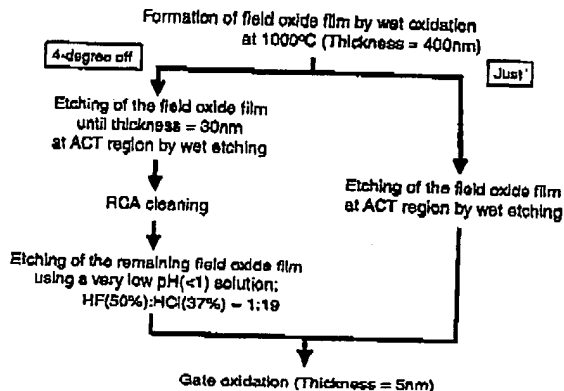 Formation of field oxide film by wet oxidation
at 1000ºC (Thickness = 400nm)
4-degree off
Just
Etching of the field oxide film
until thickness = 30nm
at ACT region by wet etching
RCA cleaning
Etching of the field oxide film
at ACT region by wet etching
Etching of the remaining field oxide film
using a very low pH(<1) solution;
HF(50%):HCl(37%) = 1:19
Gate oxidation (Thickness = 5nm)